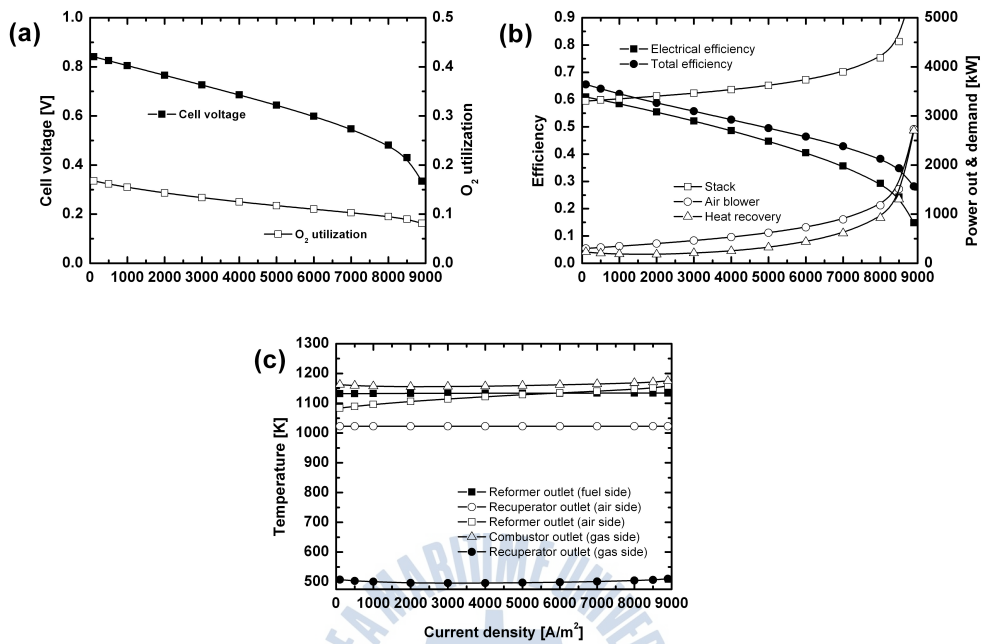 (a)
1.0
0.8
0.6
0.4
0.2
0.0
Cell voltage [V]
Cell voltage
O2 utilization
0 1000 2000 3000 4000 5000 6000 7000 8000 9000
0.5
0.4
0.3
0.2
0.1
0.0
O2 utilization
(b)
0.9
0.8
0.7
0.6
0.5
0.4
0.3
0.2
0.1
0.0
Efficiency
Electrical efficiency
Total efficiency
Stack
Air blower
Heat recovery
0 1000 2000 3000 4000 5000 6000 7000 8000 9000
5000
4000
3000
2000
1000
0
Power out & demand [kW]
(c)
1300
1200
1100
1000
900
800
700
600
500
Temperature [K]
Reformer outlet (fuel side)
Recuperator outlet (air side)
Reformer outlet (air side)
Combustor outlet (gas side)
Recuperator outlet (gas side)
0 1000 2000 3000 4000 5000 6000 7000 8000 9000
Current density [A/m²]
EA MARITIME UNIVER